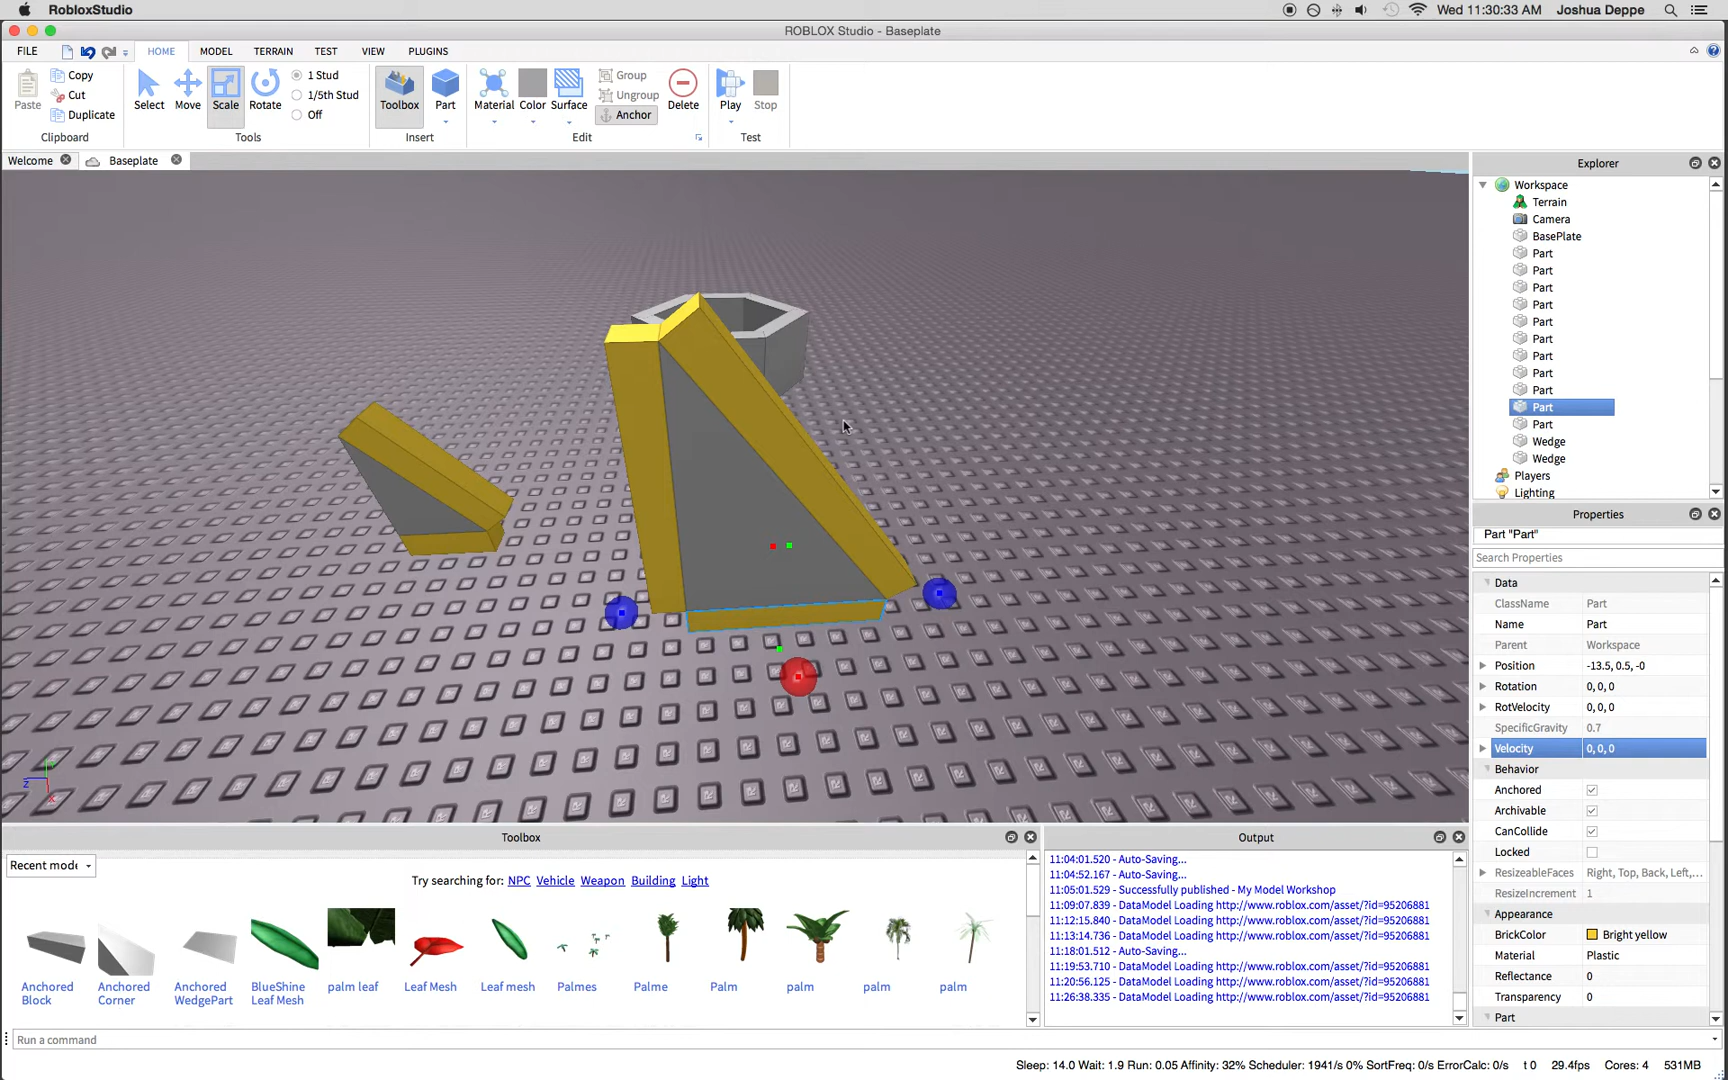 RobloxStudio
Wed 11:30:33 AM
Joshua Deppe
ROBLOX Studio - Baseplate
FILE
HOME
MODEL
TERRAIN
TEST
VIEW
PLUGINS
Paste
Copy
Cut
Duplicate
Clipboard
Select
Move
Scale
Rotate
1 Stud
1/5th Stud
Off
Tools
Toolbox
Part
Insert
Material
Color
Surface
Group
Ungroup
Anchor
Delete
Edit
Play
Stop
Test
Welcome
Baseplate
Explorer
Workspace
Terrain
Camera
BasePlate
Part
Part
Part
Part
Part
Part
Part
Part
Part
Part
Part
Wedge
Wedge
Players
Lighting
Properties
Part "Part"
Search Properties
Data
ClassName Part
Name Part
Parent Workspace
Position -13.5, 0.5, -0
Rotation 0, 0, 0
RotVelocity 0, 0, 0
SpecificGravity 0.7
Velocity 0, 0, 0
Behavior
Anchored
Archivable
CanCollide
Locked
ResizeableFaces Right, Top, Back, Left,...
ResizeIncrement 1
Appearance
BrickColor Bright yellow
Material Plastic
Reflectance 0
Transparency 0
Part
z
x
Toolbox
Recent mode
Try searching for: NPC Vehicle Weapon Building Light
Anchored Block
Anchored Corner
Anchored WedgePart
BlueShine Leaf Mesh
palm leaf
Leaf Mesh
Leaf mesh
Palmes
Palme
Palm
palm
palm
palm
Output
11:04:01.520 - Auto-Saving...
11:04:52.167 - Auto-Saving...
11:05:01.529 - Successfully published - My Model Workshop
11:09:07.839 - DataModel Loading http://www.roblox.com/asset/?id=95206881
11:12:15.840 - DataModel Loading http://www.roblox.com/asset/?id=95206881
11:13:14.736 - DataModel Loading http://www.roblox.com/asset/?id=95206881
11:18:01.512 - Auto-Saving...
11:19:53.710 - DataModel Loading http://www.roblox.com/asset/?id=95206881
11:20:56.125 - DataModel Loading http://www.roblox.com/asset/?id=95206881
11:26:38.335 - DataModel Loading http://www.roblox.com/asset/?id=95206881
Run a command
Sleep: 14.0 Wait: 1.9 Run: 0.05 Affinity: 32% Scheduler: 1941/s 0% SortFreq: 0/s ErrorCalc: 0/s t 0 29.4fps Cores: 4 531MB